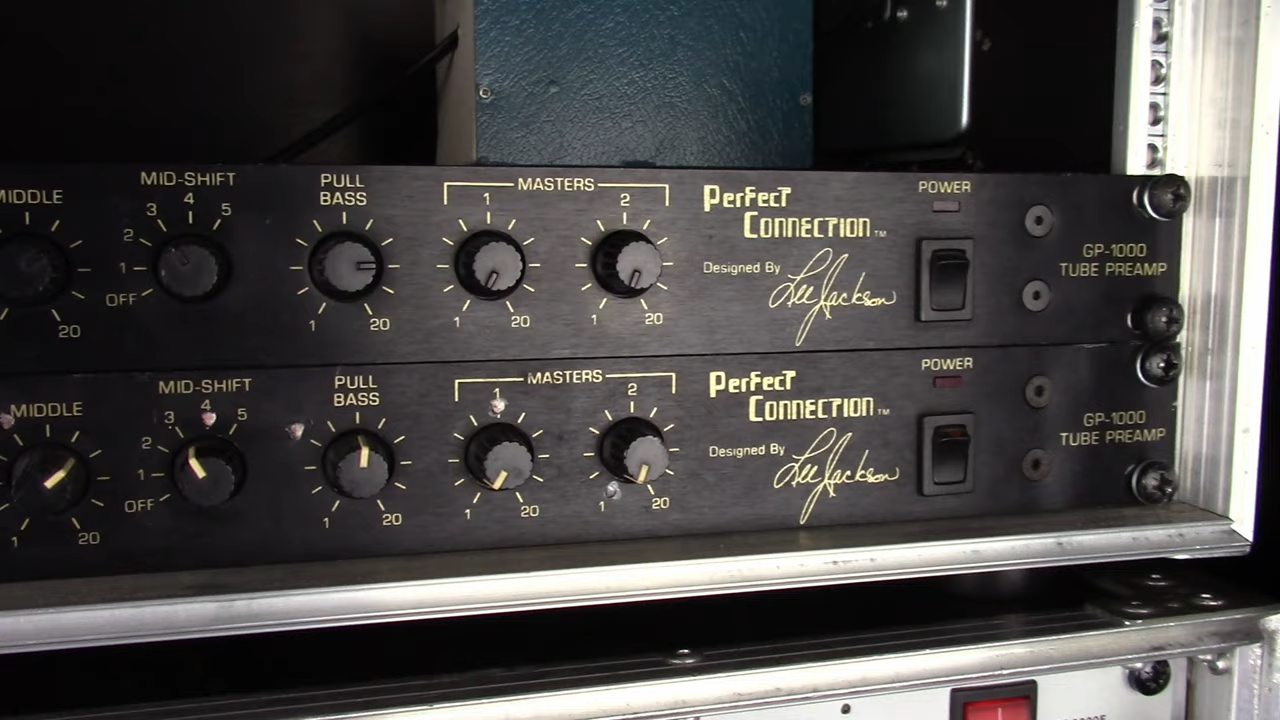 MIDDLE
20
MID-SHIFT
OFF 1 2 3 4 5
PULL
BASS
1 20
MASTERS
1 2
1 20
1 20
PerfecT
ConnecTion TM
Designed By Lee Jackson
POWER
GP-1000
TUBE PREAMP
MIDDLE
1 20
MID-SHIFT
OFF 1 2 3 4 5
PULL
BASS
1 20
MASTERS
1 2
1 20
1 20
PerfecT
ConnecTion TM
Designed By Lee Jackson
POWER
GP-1000
TUBE PREAMP